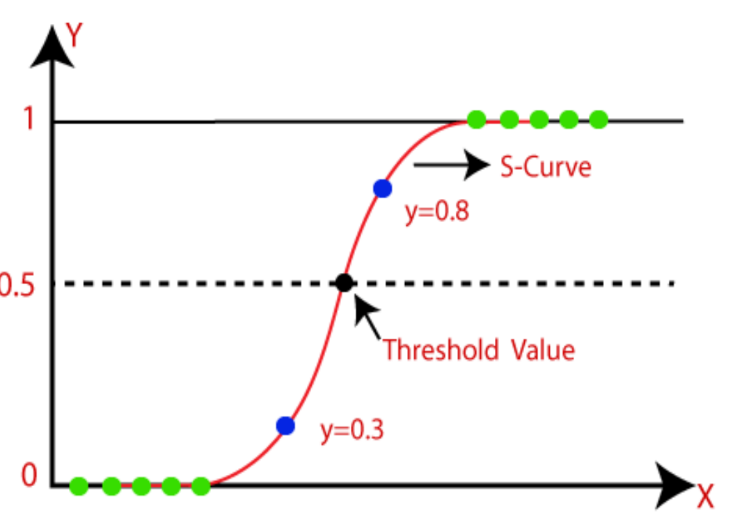 Y
1
S-Curve
y=0.8
0.5
Threshold Value
y=0.3
0
X